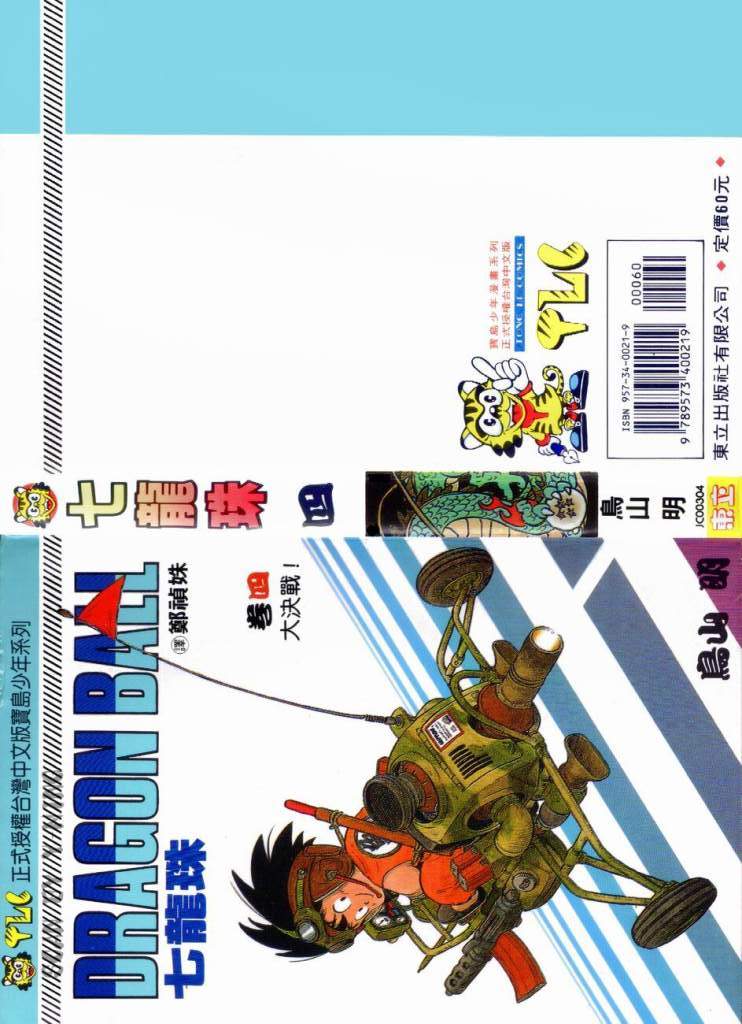 正式授權台灣中文版寶島少年系列
DRAGON BALL
七龍珠
譯 鄭禎姝
卷四
大決戰！
鳥山 明
七龍珠 四
鳥山明
JC00304
東立
寶島少年漫畫系列
正式授權台灣中文版
TONG LI COMICS
ISBN 957-34-0021-9
9 789573 400219
00060
東立出版社有限公司 ◆ 定價60元 ◆